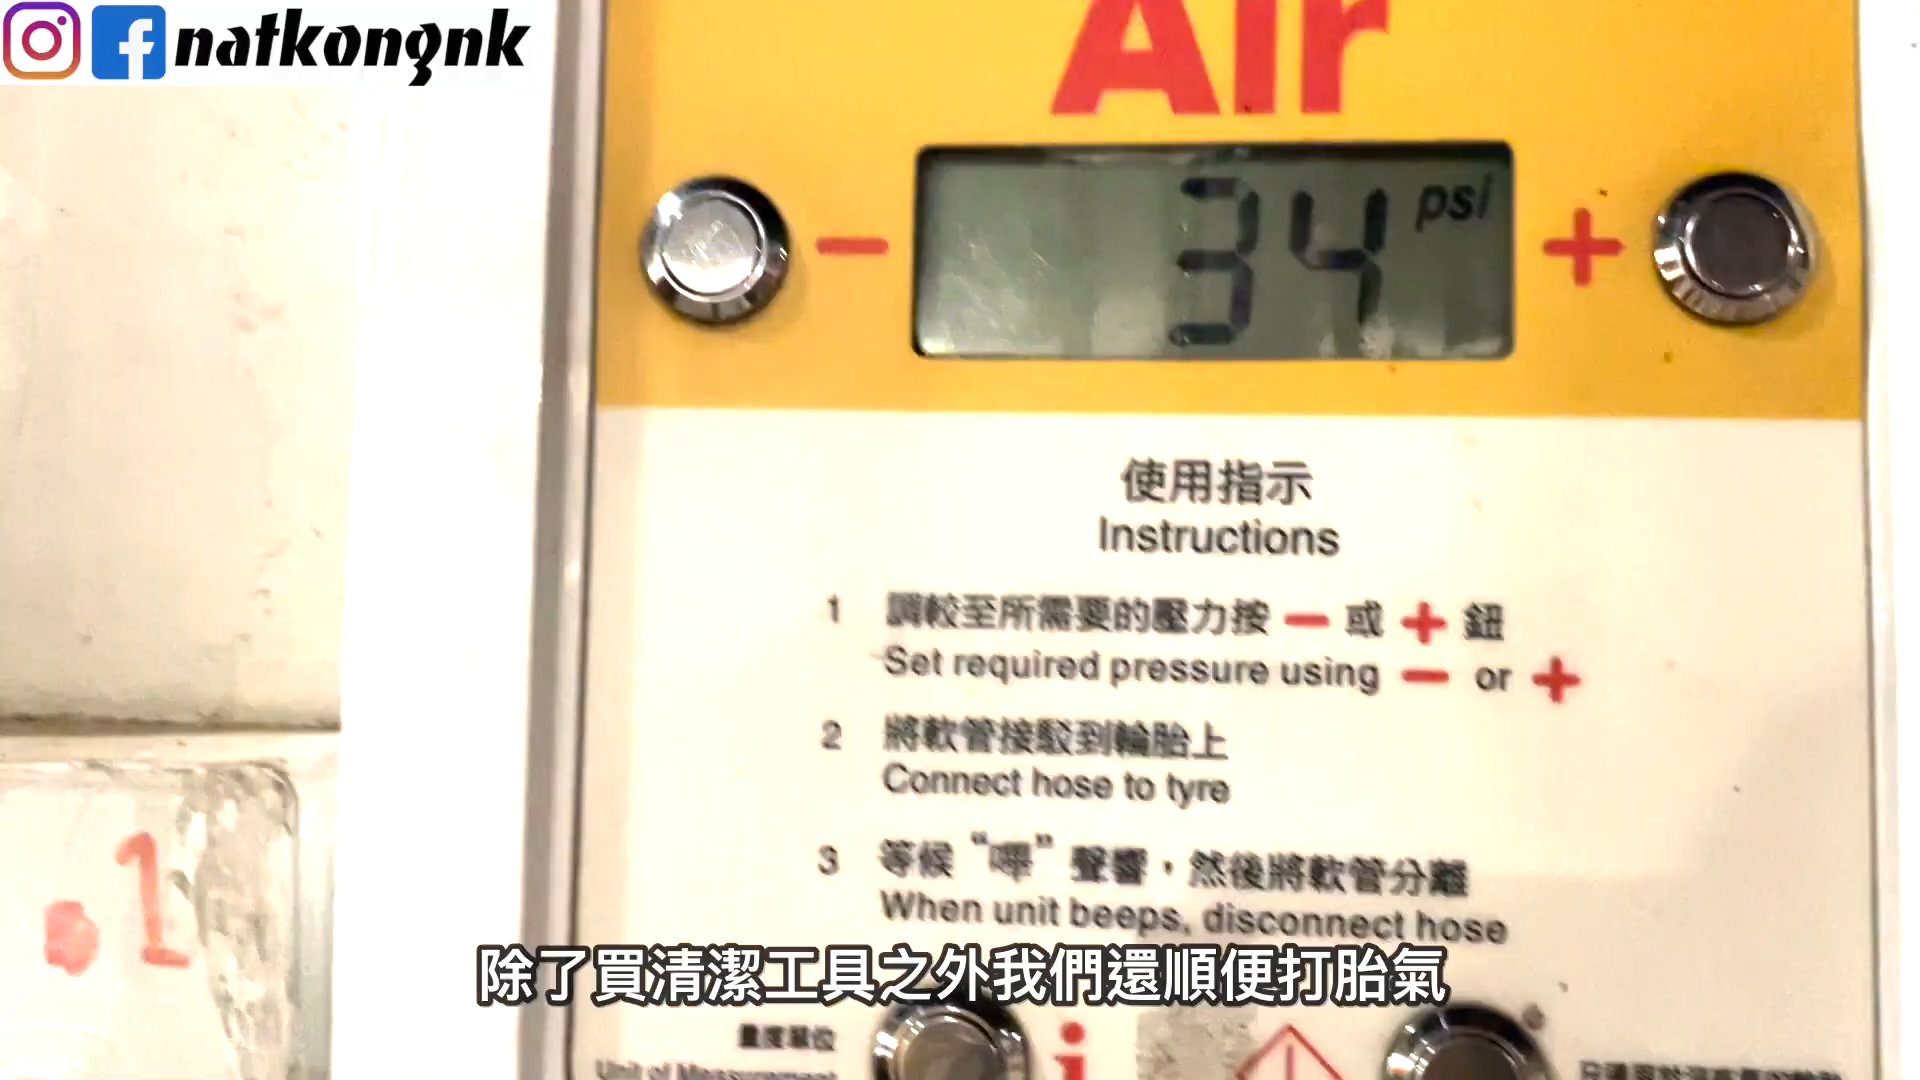 natkongnk
Air
34 psi
使用指示
Instructions
1 調較至所需要的壓力按 − 或 + 鈕
Set required pressure using − or +
2 將軟管接駁到輪胎上
Connect hose to tyre
3 等候“嗶”聲響，然後將軟管分離
When unit beeps, disconnect hose
除了買清潔工具之外我們還順便打胎氣
量度單位
Unit of Measurement
i
.1